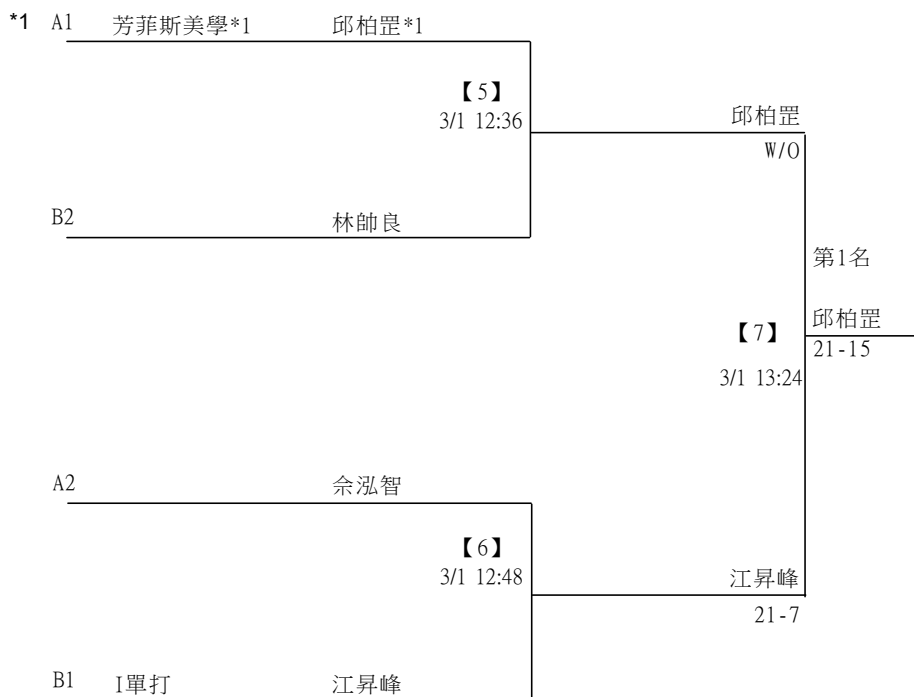 *1 A1 芳菲斯美學*1 邱柏罡*1
【5】
3/1 12:36
邱柏罡
W/O
B2 林帥良
第1名
邱柏罡
【7】
21-15
3/1 13:24
A2 佘泓智
【6】
3/1 12:48
江昇峰
21-7
B1 I單打 江昇峰